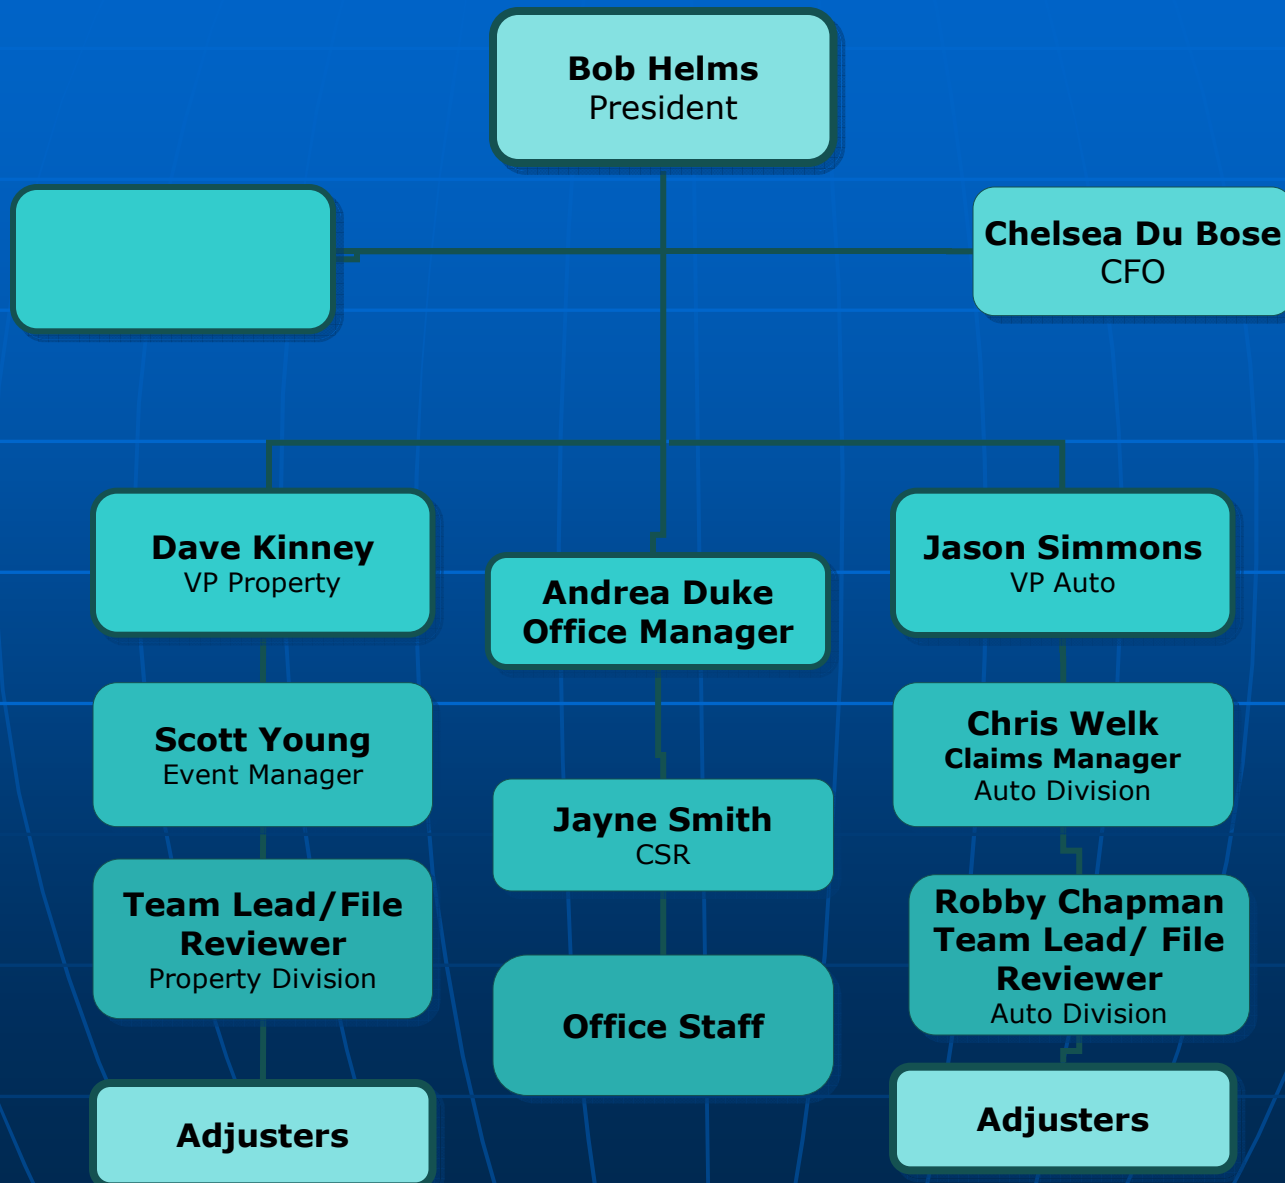 Bob Helms
President
Chelsea Du Bose
CFO
Dave Kinney
VP Property
Andrea Duke
Office Manager
Jason Simmons
VP Auto
Scott Young
Event Manager
Jayne Smith
CSR
Chris Welk
Claims Manager
Auto Division
Team Lead/File
Reviewer
Property Division
Office Staff
Robby Chapman
Team Lead/ File
Reviewer
Auto Division
Adjusters
Adjusters